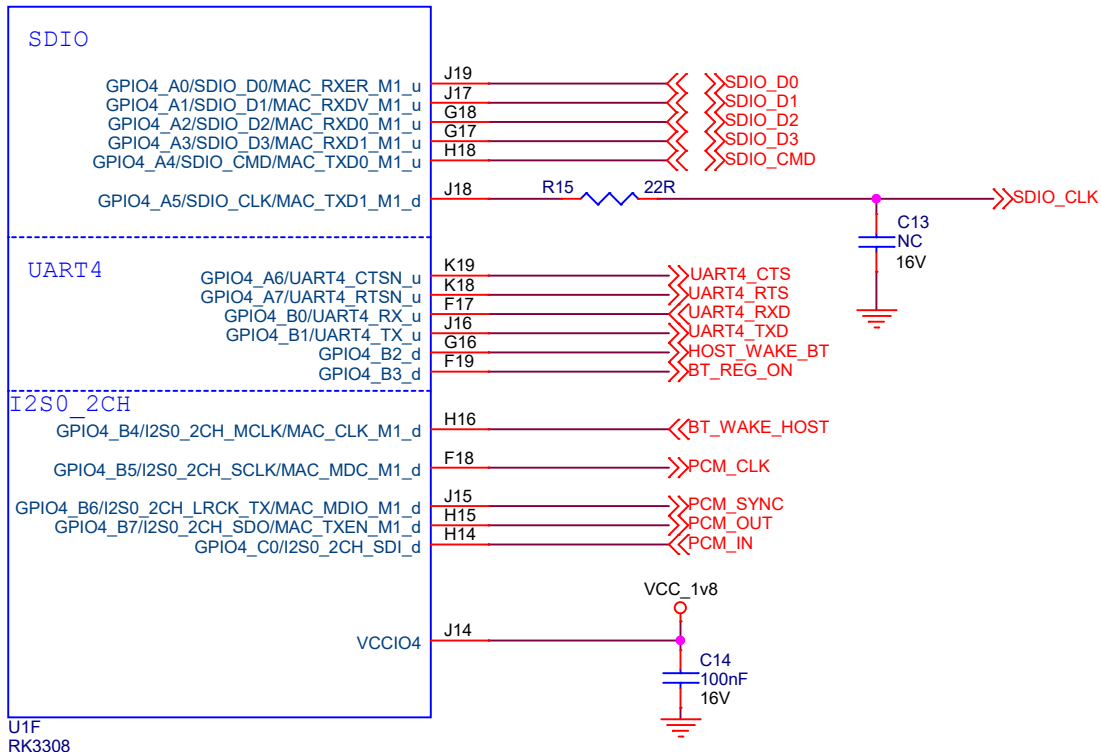 SDIO
GPIO4_A0/SDIO_D0/MAC_RXER_M1_u J19 SDIO_D0
GPIO4_A1/SDIO_D1/MAC_RXDV_M1_u J17 SDIO_D1
GPIO4_A2/SDIO_D2/MAC_RXD0_M1_u G18 SDIO_D2
GPIO4_A3/SDIO_D3/MAC_RXD1_M1_u G17 SDIO_D3
GPIO4_A4/SDIO_CMD/MAC_TXD0_M1_u H18 SDIO_CMD
GPIO4_A5/SDIO_CLK/MAC_TXD1_M1_d J18 R15 22R SDIO_CLK
C13
NC
16V
UART4
GPIO4_A6/UART4_CTSN_u K19 UART4_CTS
GPIO4_A7/UART4_RTSN_u K18 UART4_RTS
GPIO4_B0/UART4_RX_u F17 UART4_RXD
GPIO4_B1/UART4_TX_u J16 UART4_TXD
GPIO4_B2_d G16 HOST_WAKE_BT
GPIO4_B3_d F19 BT_REG_ON
I2S0_2CH
GPIO4_B4/I2S0_2CH_MCLK/MAC_CLK_M1_d H16 BT_WAKE_HOST
GPIO4_B5/I2S0_2CH_SCLK/MAC_MDC_M1_d F18 PCM_CLK
GPIO4_B6/I2S0_2CH_LRCK_TX/MAC_MDIO_M1_d J15 PCM_SYNC
GPIO4_B7/I2S0_2CH_SDO/MAC_TXEN_M1_d H15 PCM_OUT
GPIO4_C0/I2S0_2CH_SDI_d H14 PCM_IN
VCC_1v8
VCCIO4 J14
C14
100nF
16V
U1F
RK3308